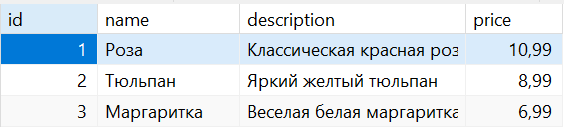 id name description price
1 Роза Классическая красная роз 10,99
2 Тюльпан Яркий желтый тюльпан 8,99
3 Маргаритка Веселая белая маргаритка 6,99